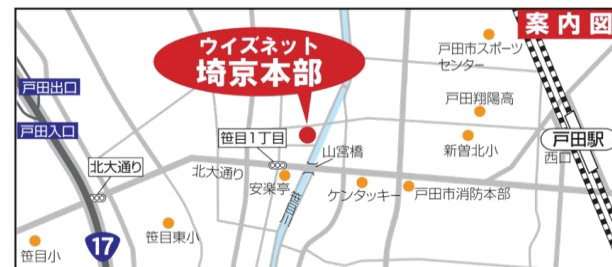 案内図
ウイズネット
埼京本部
戸田市スポーツ
センター
戸田出口
戸田翔陽高
戸田入口
笹目1丁目
山宮橋
新曽北小
戸田駅
西口
北大通り
北大通り
安楽亭
笹目川
ケンタッキー
戸田市消防本部
笹目東小
17
笹目小